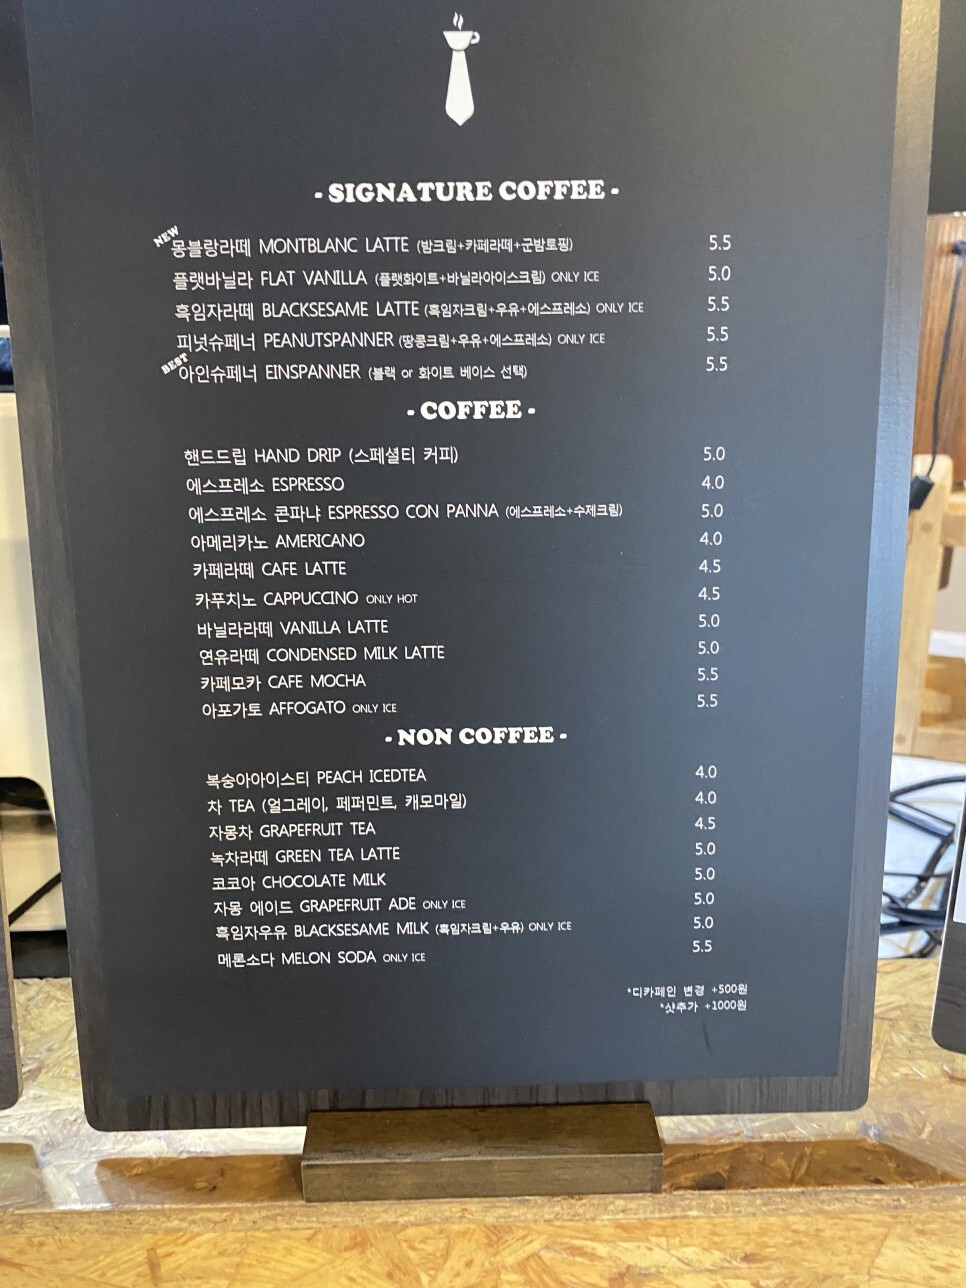 - SIGNATURE COFFEE -
NEW
몽블랑라떼 MONTBLANC LATTE (밤크림+카페라떼+군밤토핑) 5.5
플랫바닐라 FLAT VANILLA (플랫화이트+바닐라아이스크림) ONLY ICE 5.0
흑임자라떼 BLACKSESAME LATTE (흑임자크림+우유+에스프레소) ONLY ICE 5.5
피넛슈페너 PEANUTSPANNER (땅콩크림+우유+에스프레소) ONLY ICE 5.5
BEST
아인슈페너 EINSPANNER (블랙 or 화이트 베이스 선택) 5.5
- COFFEE -
핸드드립 HAND DRIP (스페셜티 커피) 5.0
에스프레소 ESPRESSO 4.0
에스프레소 콘파냐 ESPRESSO CON PANNA (에스프레소+수제크림) 5.0
아메리카노 AMERICANO 4.0
카페라떼 CAFE LATTE 4.5
카푸치노 CAPPUCCINO ONLY HOT 4.5
바닐라라떼 VANILLA LATTE 5.0
연유라떼 CONDENSED MILK LATTE 5.0
카페모카 CAFE MOCHA 5.5
아포가토 AFFOGATO ONLY ICE 5.5
- NON COFFEE -
복숭아아이스티 PEACH ICEDTEA 4.0
차 TEA (얼그레이, 페퍼민트, 캐모마일) 4.0
자몽차 GRAPEFRUIT TEA 4.5
녹차라떼 GREEN TEA LATTE 5.0
코코아 CHOCOLATE MILK 5.0
자몽 에이드 GRAPEFRUIT ADE ONLY ICE 5.0
흑임자우유 BLACKSESAME MILK (흑임자크림+우유) ONLY ICE 5.0
메론소다 MELON SODA ONLY ICE 5.5
*디카페인 변경 +500원
*샷추가 +1000원